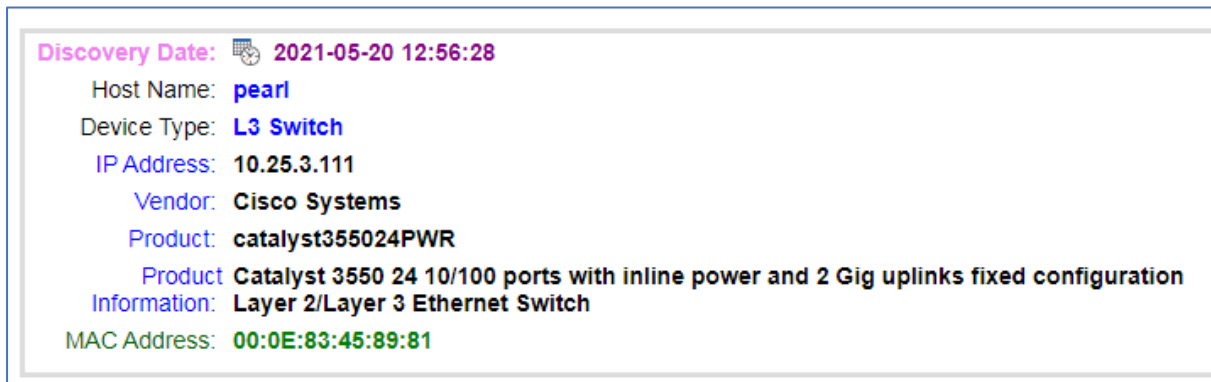 Discovery Date: 2021-05-20 12:56:28
Host Name: pearl
Device Type: L3 Switch
IP Address: 10.25.3.111
Vendor: Cisco Systems
Product: catalyst355024PWR
Product Catalyst 3550 24 10/100 ports with inline power and 2 Gig uplinks fixed configuration
Information: Layer 2/Layer 3 Ethernet Switch
MAC Address: 00:0E:83:45:89:81